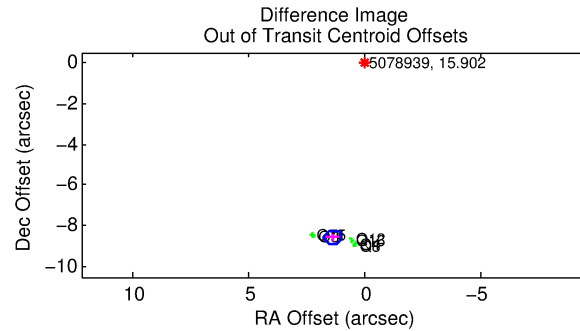 Difference Image
Out of Transit Centroid Offsets
0
−2
−4
−6
−8
−10
Dec Offset (arcsec)
5078939, 15.902
10
5
0
−5
RA Offset (arcsec)